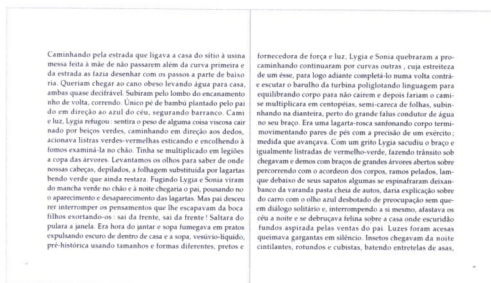 Caminhando pela estrada que ligava a casa do sítio à usina
messa feita à mãe de não passarem além da curva primeira e
da estrada as fazia desenhar com os passos a parte de baixo
ria. Queriam chegar ao cano obeso levando água para casa,
ambas quase decifrável. Subiram pelo lombo do encanamento
nho de volta, correndo. Único pé de bambú plantado pelo pai
do em direção ao azul do céu, segurando barranco. Cami
e luz, Lygia refugou: sentira o peso de alguma coisa viscosa cair
nado por beiços verdes, caminhando em direção aos dedos,
acionava listras verdes-vermelhas esticando e escolhendo à
fomos examiná-la no chão. Tinha se multiplicado em legiões
a copa das árvores. Levantamos os olhos para saber de onde
nossas cabeças, depilados, a folhagem substituída por lagartas
bendo verde que ainda restara. Fugindo Lygia e Sonia viram
do mancha verde no chão e à noite chegaria o pai, pousando no
o aparecimento e desaparecimento das lagartas. Mas pai desceu
rer interromper os pensamentos que lhe escapavam da boca
filhos exortando-os: sai da frente, sai da frente! Saltara do
pulara a janela. Era hora do jantar e sopa fumegava em pratos
expulsando escuro de dentro de casa e a sopa, vesúvio-líquido,
pré-histórica usando tamanhos e formas diferentes, pretos e
fornecedora de força e luz, Lygia e Sonia quebraram a pro-
caminhando continuaram por curvas outras, cuja estreiteza
de um ésse, para logo adiante completá-lo numa volta contrá-
e escutar o barulho da turbina poliglotando linguagem para
equilibrando corpo para não caírem e depois fariam o cami-
se multiplicara em centopéias, semi-careca de folhas, subin-
nhando na dianteira, perto do grande falus condutor de água
no seu braço. Era uma lagarta-rosca sanfonando corpo termi-
movimentando pares de pés com a precisão de um exército;
medida que avançava. Com um grito Lygia sacudiu o braço e
igualmente listradas de vermelho-verde, fazendo trânsito sob
chegavam e demos com braços de grandes árvores abertos sobre
percorrendo com o acordeon dos corpos, ramos pelados, lam-
que debaixo de seus sapatos algumas se espinafraram deixan-
banco da varanda pasta cheia de autos, daria explicação sobre
do carro com o olho azul desbotado de preocupação sem que-
em diálogo solitário e, interrompendo a si mesmo, afastava os
céu a noite e se debruçava felina sobre a casa onde escuridão
fundos aspirada pelas ventas do pai. Luzes foram acesas
queimava gargantas em silêncio. Insetos chegavam da noite
cintilantes, rotundos e cubistas, batendo entretelas de asas,